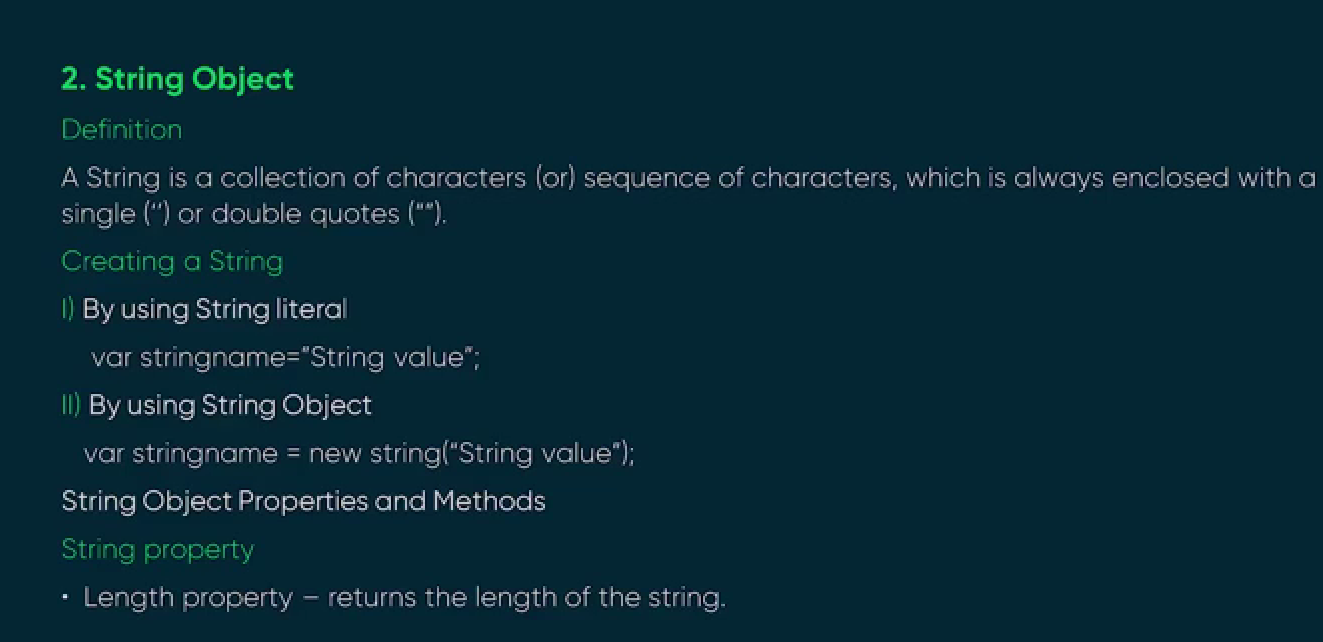 2. String Object
Definition
A String is a collection of characters (or) sequence of characters, which is always enclosed with a
single (‘’) or double quotes (“”).
Creating a String
I) By using String literal
var stringname=“String value”;
II) By using String Object
var stringname = new string(“String value”);
String Object Properties and Methods
String property
• Length property – returns the length of the string.